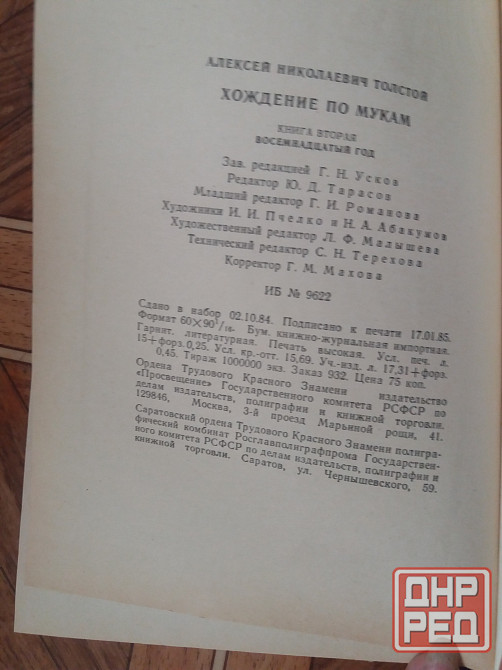 АЛЕКСЕЙ НИКОЛАЕВИЧ ТОЛСТОЙ
ХОЖДЕНИЕ ПО МУКАМ
КНИГА ВТОРАЯ
ВОСЕМНАДЦАТЫЙ ГОД
Зав. редакцией Г. Н. Усков
Редактор Ю. Д. Тарасов
Младший редактор Г. И. Романова
Художники И. И. Пчелко и Н. А. Абакумов
Художественный редактор Л. Ф. Малышева
Технический редактор С. Н. Терехова
Корректор Г. М. Махова
ИБ № 9622
Сдано в набор 02.10.84. Подписано к печати 17.01.85.
Формат 60×90¹/₁₆. Бум. книжно-журнальная импортная.
Гарнит. литературная. Печать высокая. Усл. печ. л.
15+форз.0,25. Усл. кр.-отт. 15,69. Уч.-изд. л. 17,31+форз.
0,45. Тираж 1000000 экз. Заказ 932. Цена 75 коп.
Ордена Трудового Красного Знамени издательство
«Просвещение» Государственного комитета РСФСР по
делам издательств, полиграфии и книжной торговли.
129846, Москва, 3-й проезд Марьиной рощи, 41.
Саратовский ордена Трудового Красного Знамени полигра-
фический комбинат Росглавполиграфпрома Государствен-
ного комитета РСФСР по делам издательств, полиграфии и
книжной торговли. Саратов, ул. Чернышевского, 59.
ДНР
РЕД